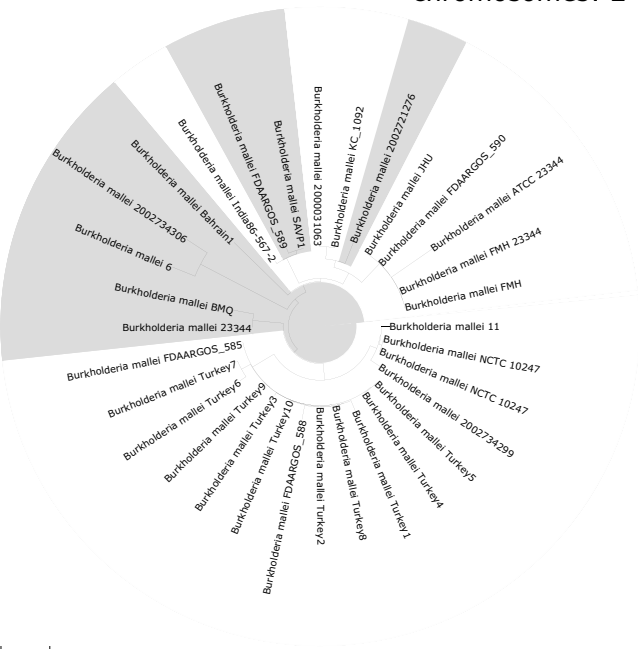 Burkholderia mallei 2000031063
Burkholderia mallei KC_1092
Burkholderia mallei 2002721276
Burkholderia mallei JHU
Burkholderia mallei FDAARGOS_590
Burkholderia mallei ATCC 23344
Burkholderia mallei FMH 23344
Burkholderia mallei FMH
Burkholderia mallei 11
Burkholderia mallei NCTC 10247
Burkholderia mallei NCTC 10247
Burkholderia mallei 2002734299
Burkholderia mallei Turkey5
Burkholderia mallei Turkey4
Burkholderia mallei Turkey1
Burkholderia mallei Turkey8
Burkholderia mallei Turkey2
Burkholderia mallei FDAARGOS_588
Burkholderia mallei Turkey10
Burkholderia mallei Turkey3
Burkholderia mallei Turkey9
Burkholderia mallei Turkey6
Burkholderia mallei Turkey7
Burkholderia mallei FDAARGOS_585
Burkholderia mallei 23344
Burkholderia mallei BMQ
Burkholderia mallei 6
Burkholderia mallei 2002734306
Burkholderia mallei Bahrain1
Burkholderia mallei India86-567-2
Burkholderia mallei FDAARGOS_589
Burkholderia mallei SAVP1